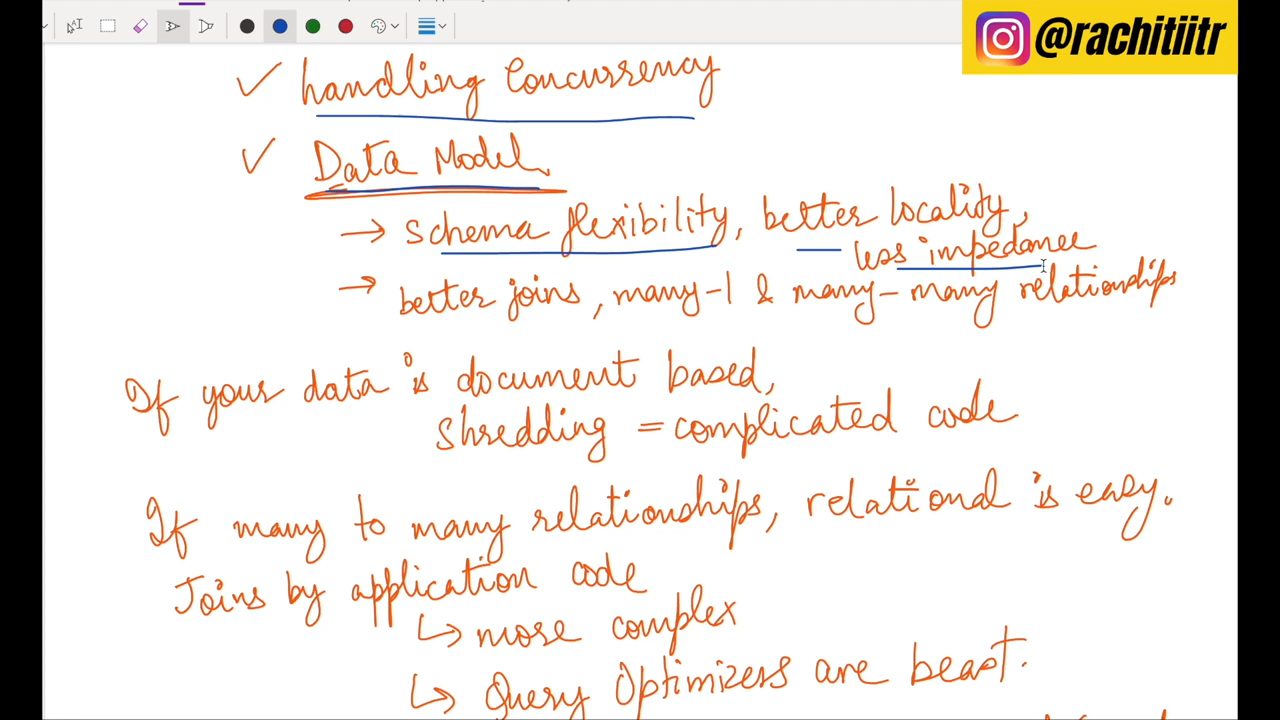 @rachitiitr
✓ handling Concurrency
✓ Data Model
→ Schema flexibility, better locality,
less impedance
→ better joins, many-1 & many-many relationships
If your data is document based,
Shredding = complicated code
If many to many relationships, relational is easy.
Joins by application code
↳ more complex
↳ Query Optimizers are beast.